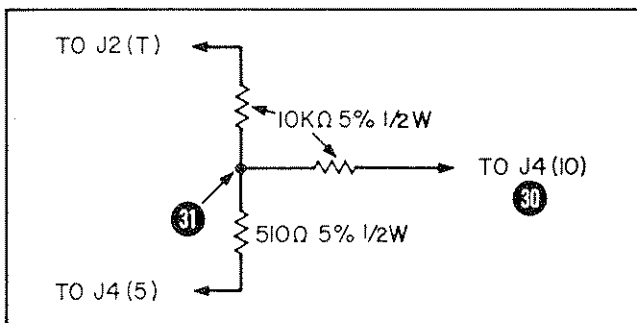 TO J2 (T)
10KΩ 5% 1/2W
TO J4 (10)
30
31
510Ω 5% 1/2W
TO J4 (5)